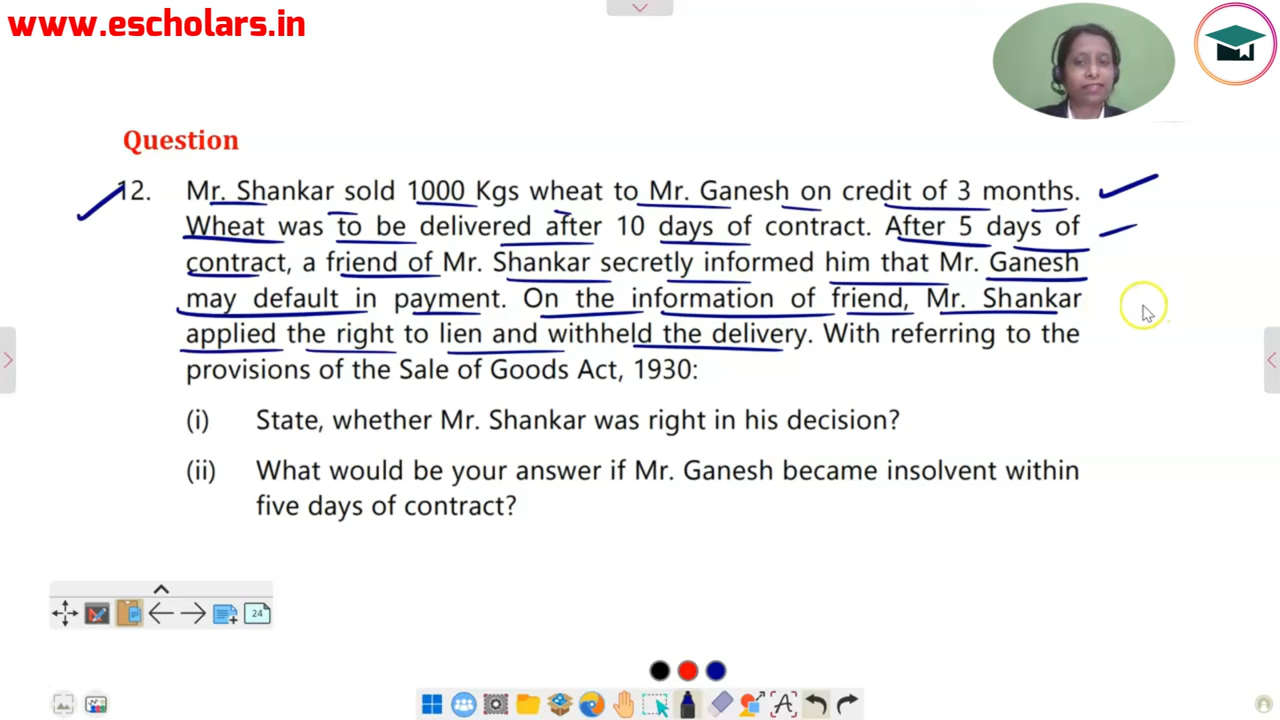 www.escholars.in
Question
12. Mr. Shankar sold 1000 Kgs wheat to Mr. Ganesh on credit of 3 months.
Wheat was to be delivered after 10 days of contract. After 5 days of
contract, a friend of Mr. Shankar secretly informed him that Mr. Ganesh
may default in payment. On the information of friend, Mr. Shankar
applied the right to lien and withheld the delivery. With referring to the
provisions of the Sale of Goods Act, 1930:
(i) State, whether Mr. Shankar was right in his decision?
(ii) What would be your answer if Mr. Ganesh became insolvent within
five days of contract?
24